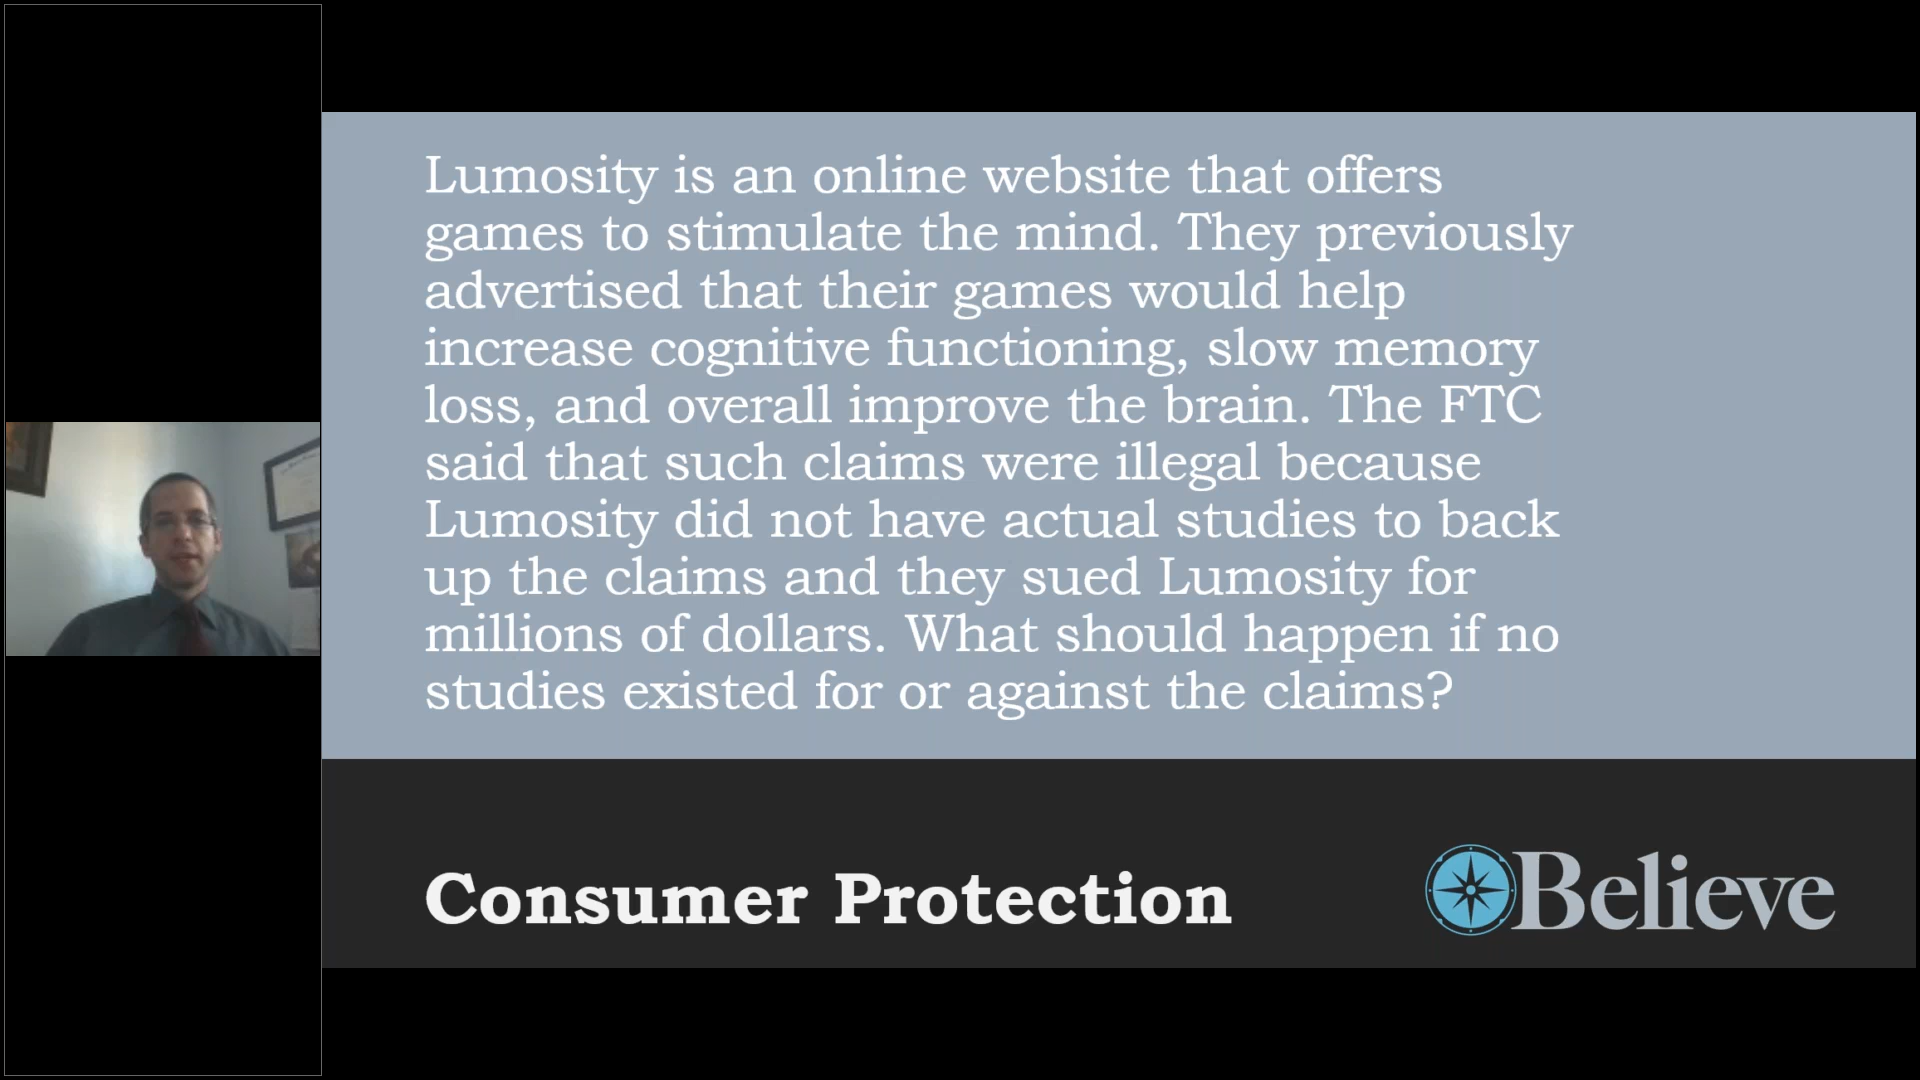 Lumosity is an online website that offers
games to stimulate the mind. They previously
advertised that their games would help
increase cognitive functioning, slow memory
loss, and overall improve the brain. The FTC
said that such claims were illegal because
Lumosity did not have actual studies to back
up the claims and they sued Lumosity for
millions of dollars. What should happen if no
studies existed for or against the claims?
Consumer Protection
Believe